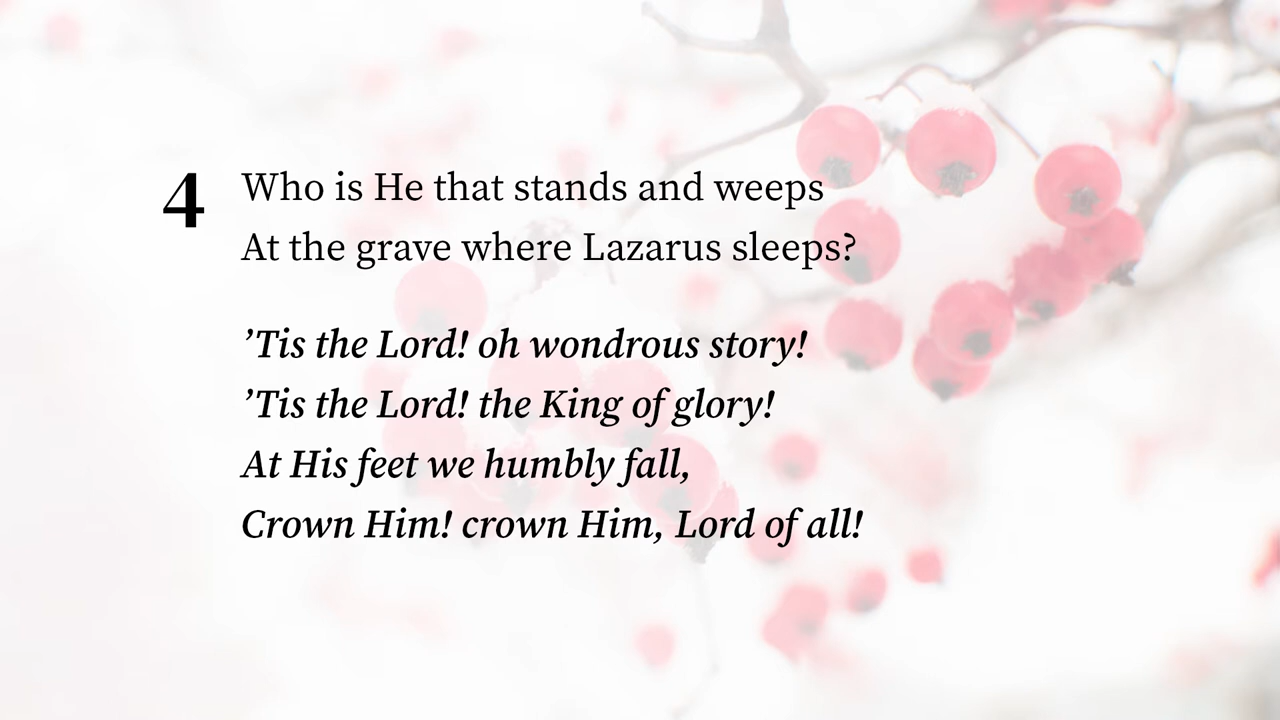 4 Who is He that stands and weeps
At the grave where Lazarus sleeps?
’Tis the Lord! oh wondrous story!
’Tis the Lord! the King of glory!
At His feet we humbly fall,
Crown Him! crown Him, Lord of all!